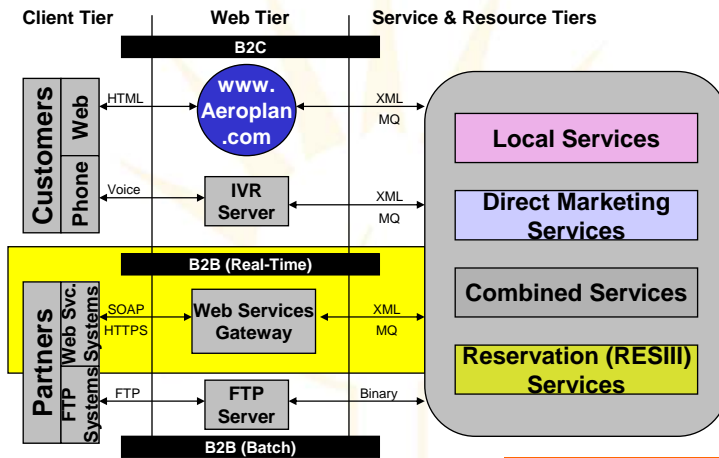 Client Tier
Web Tier
Service & Resource Tiers
B2C
Customers
Web
HTML
www.
Aeroplan
.com
XML
MQ
Phone
Voice
IVR
Server
XML
MQ
Local Services
Direct Marketing
Services
Combined Services
Reservation (RESIII)
Services
B2B (Real-Time)
Partners
Web Svc.
Systems
SOAP
HTTPS
Web Services
Gateway
XML
MQ
FTP
Systems
FTP
FTP
Server
Binary
B2B (Batch)